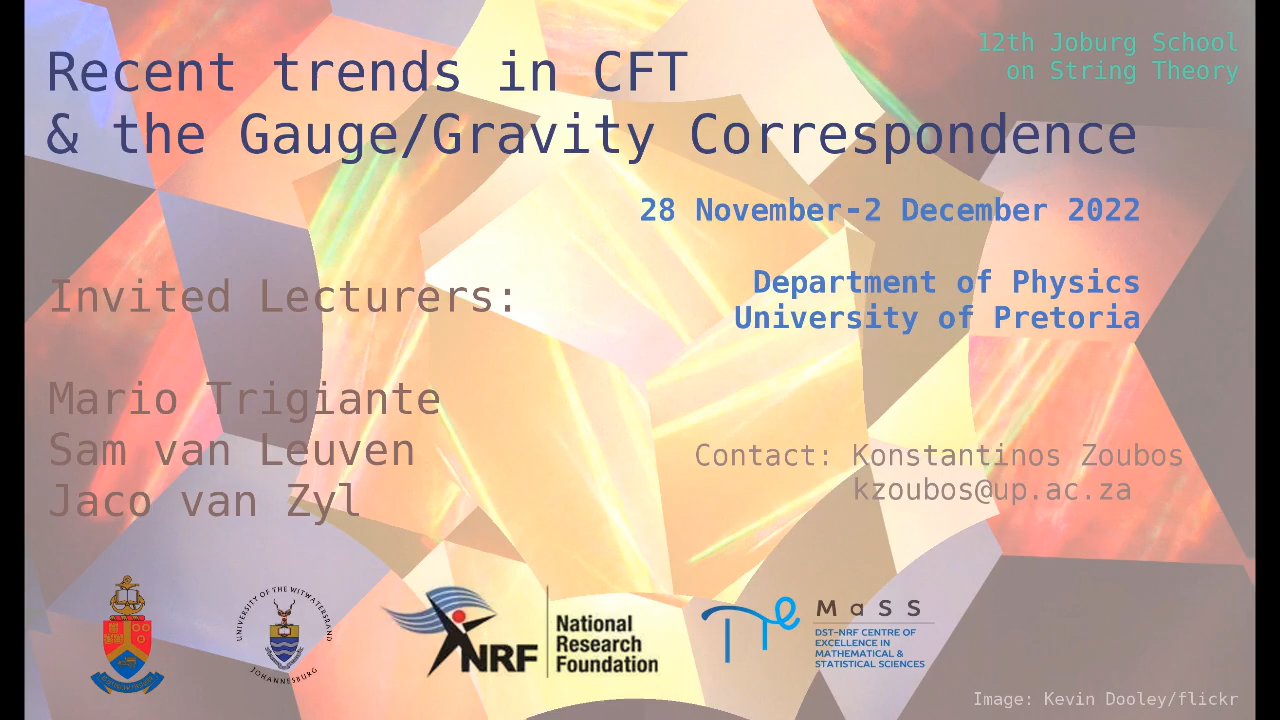 12th Joburg School
on String Theory
Recent trends in CFT
& the Gauge/Gravity Correspondence
28 November-2 December 2022
Department of Physics
University of Pretoria
Invited Lecturers:
Mario Trigiante
Sam van Leuven
Jaco van Zyl
Contact: Konstantinos Zoubos
kzoubos@up.ac.za
UNIVERSITY OF THE WITWATERSRAND
JOHANNESBURG
NRF
National
Research
Foundation
MaSS
DST-NRF CENTRE OF
EXCELLENCE IN
MATHEMATICAL &
STATISTICAL SCIENCES
Image: Kevin Dooley/flickr